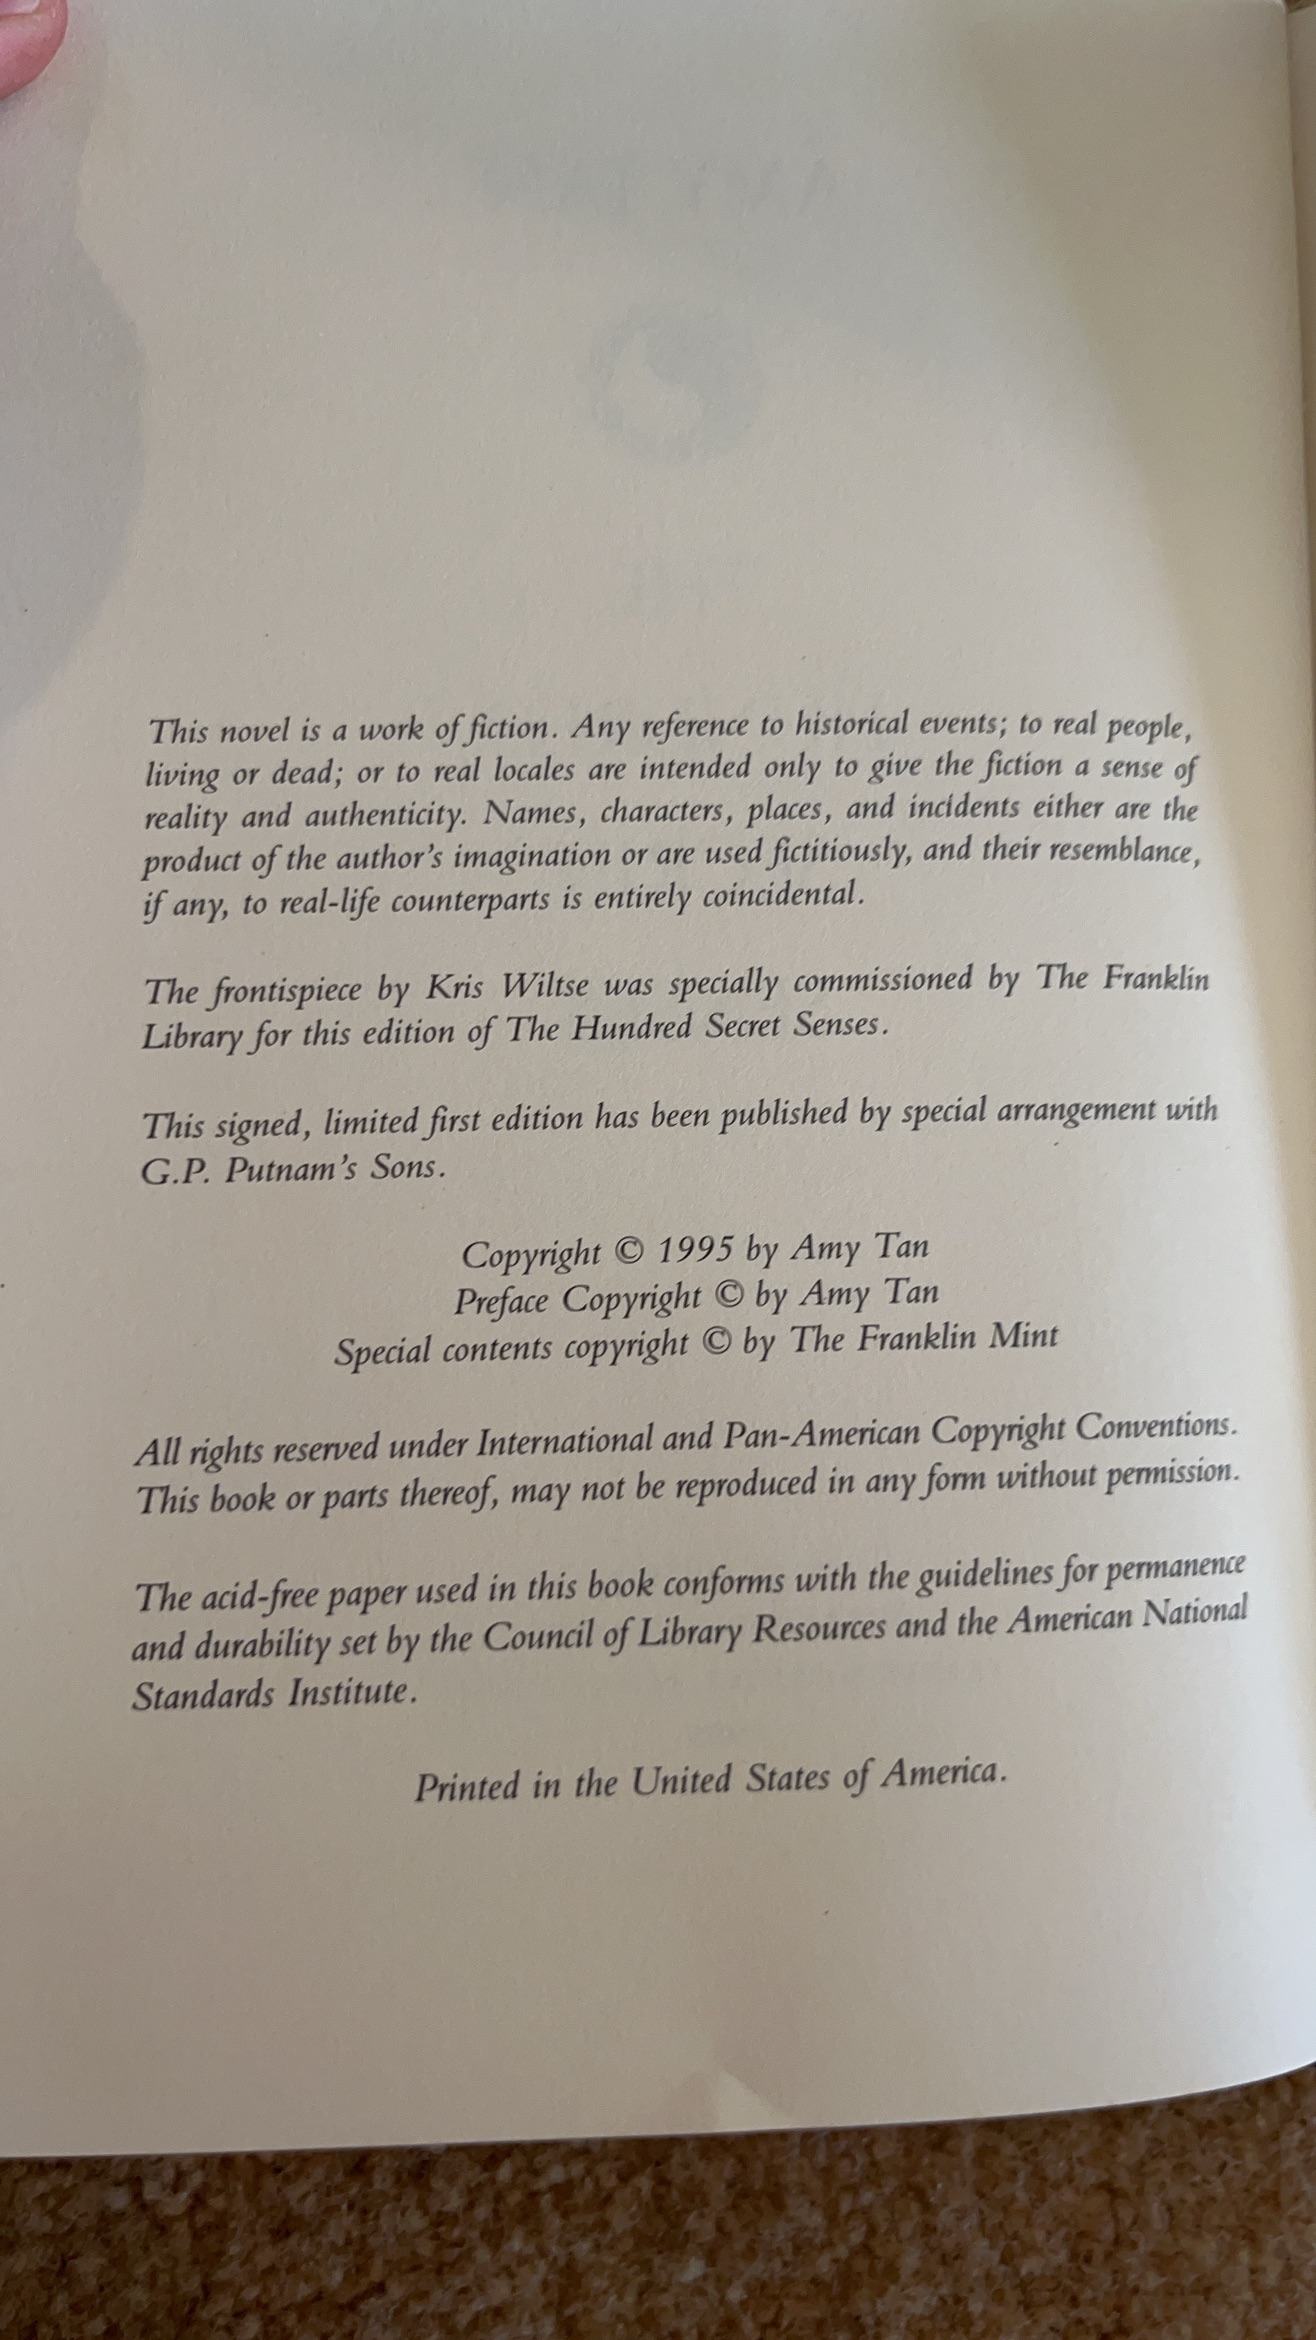 This novel is a work of fiction. Any reference to historical events; to real people,
living or dead; or to real locales are intended only to give the fiction a sense of
reality and authenticity. Names, characters, places, and incidents either are the
product of the author's imagination or are used fictitiously, and their resemblance,
if any, to real-life counterparts is entirely coincidental.
The frontispiece by Kris Wiltse was specially commissioned by The Franklin
Library for this edition of The Hundred Secret Senses.
This signed, limited first edition has been published by special arrangement with
G.P. Putnam's Sons.
Copyright © 1995 by Amy Tan
Preface Copyright © by Amy Tan
Special contents copyright © by The Franklin Mint
All rights reserved under International and Pan-American Copyright Conventions.
This book or parts thereof, may not be reproduced in any form without permission.
The acid-free paper used in this book conforms with the guidelines for permanence
and durability set by the Council of Library Resources and the American National
Standards Institute.
Printed in the United States of America.